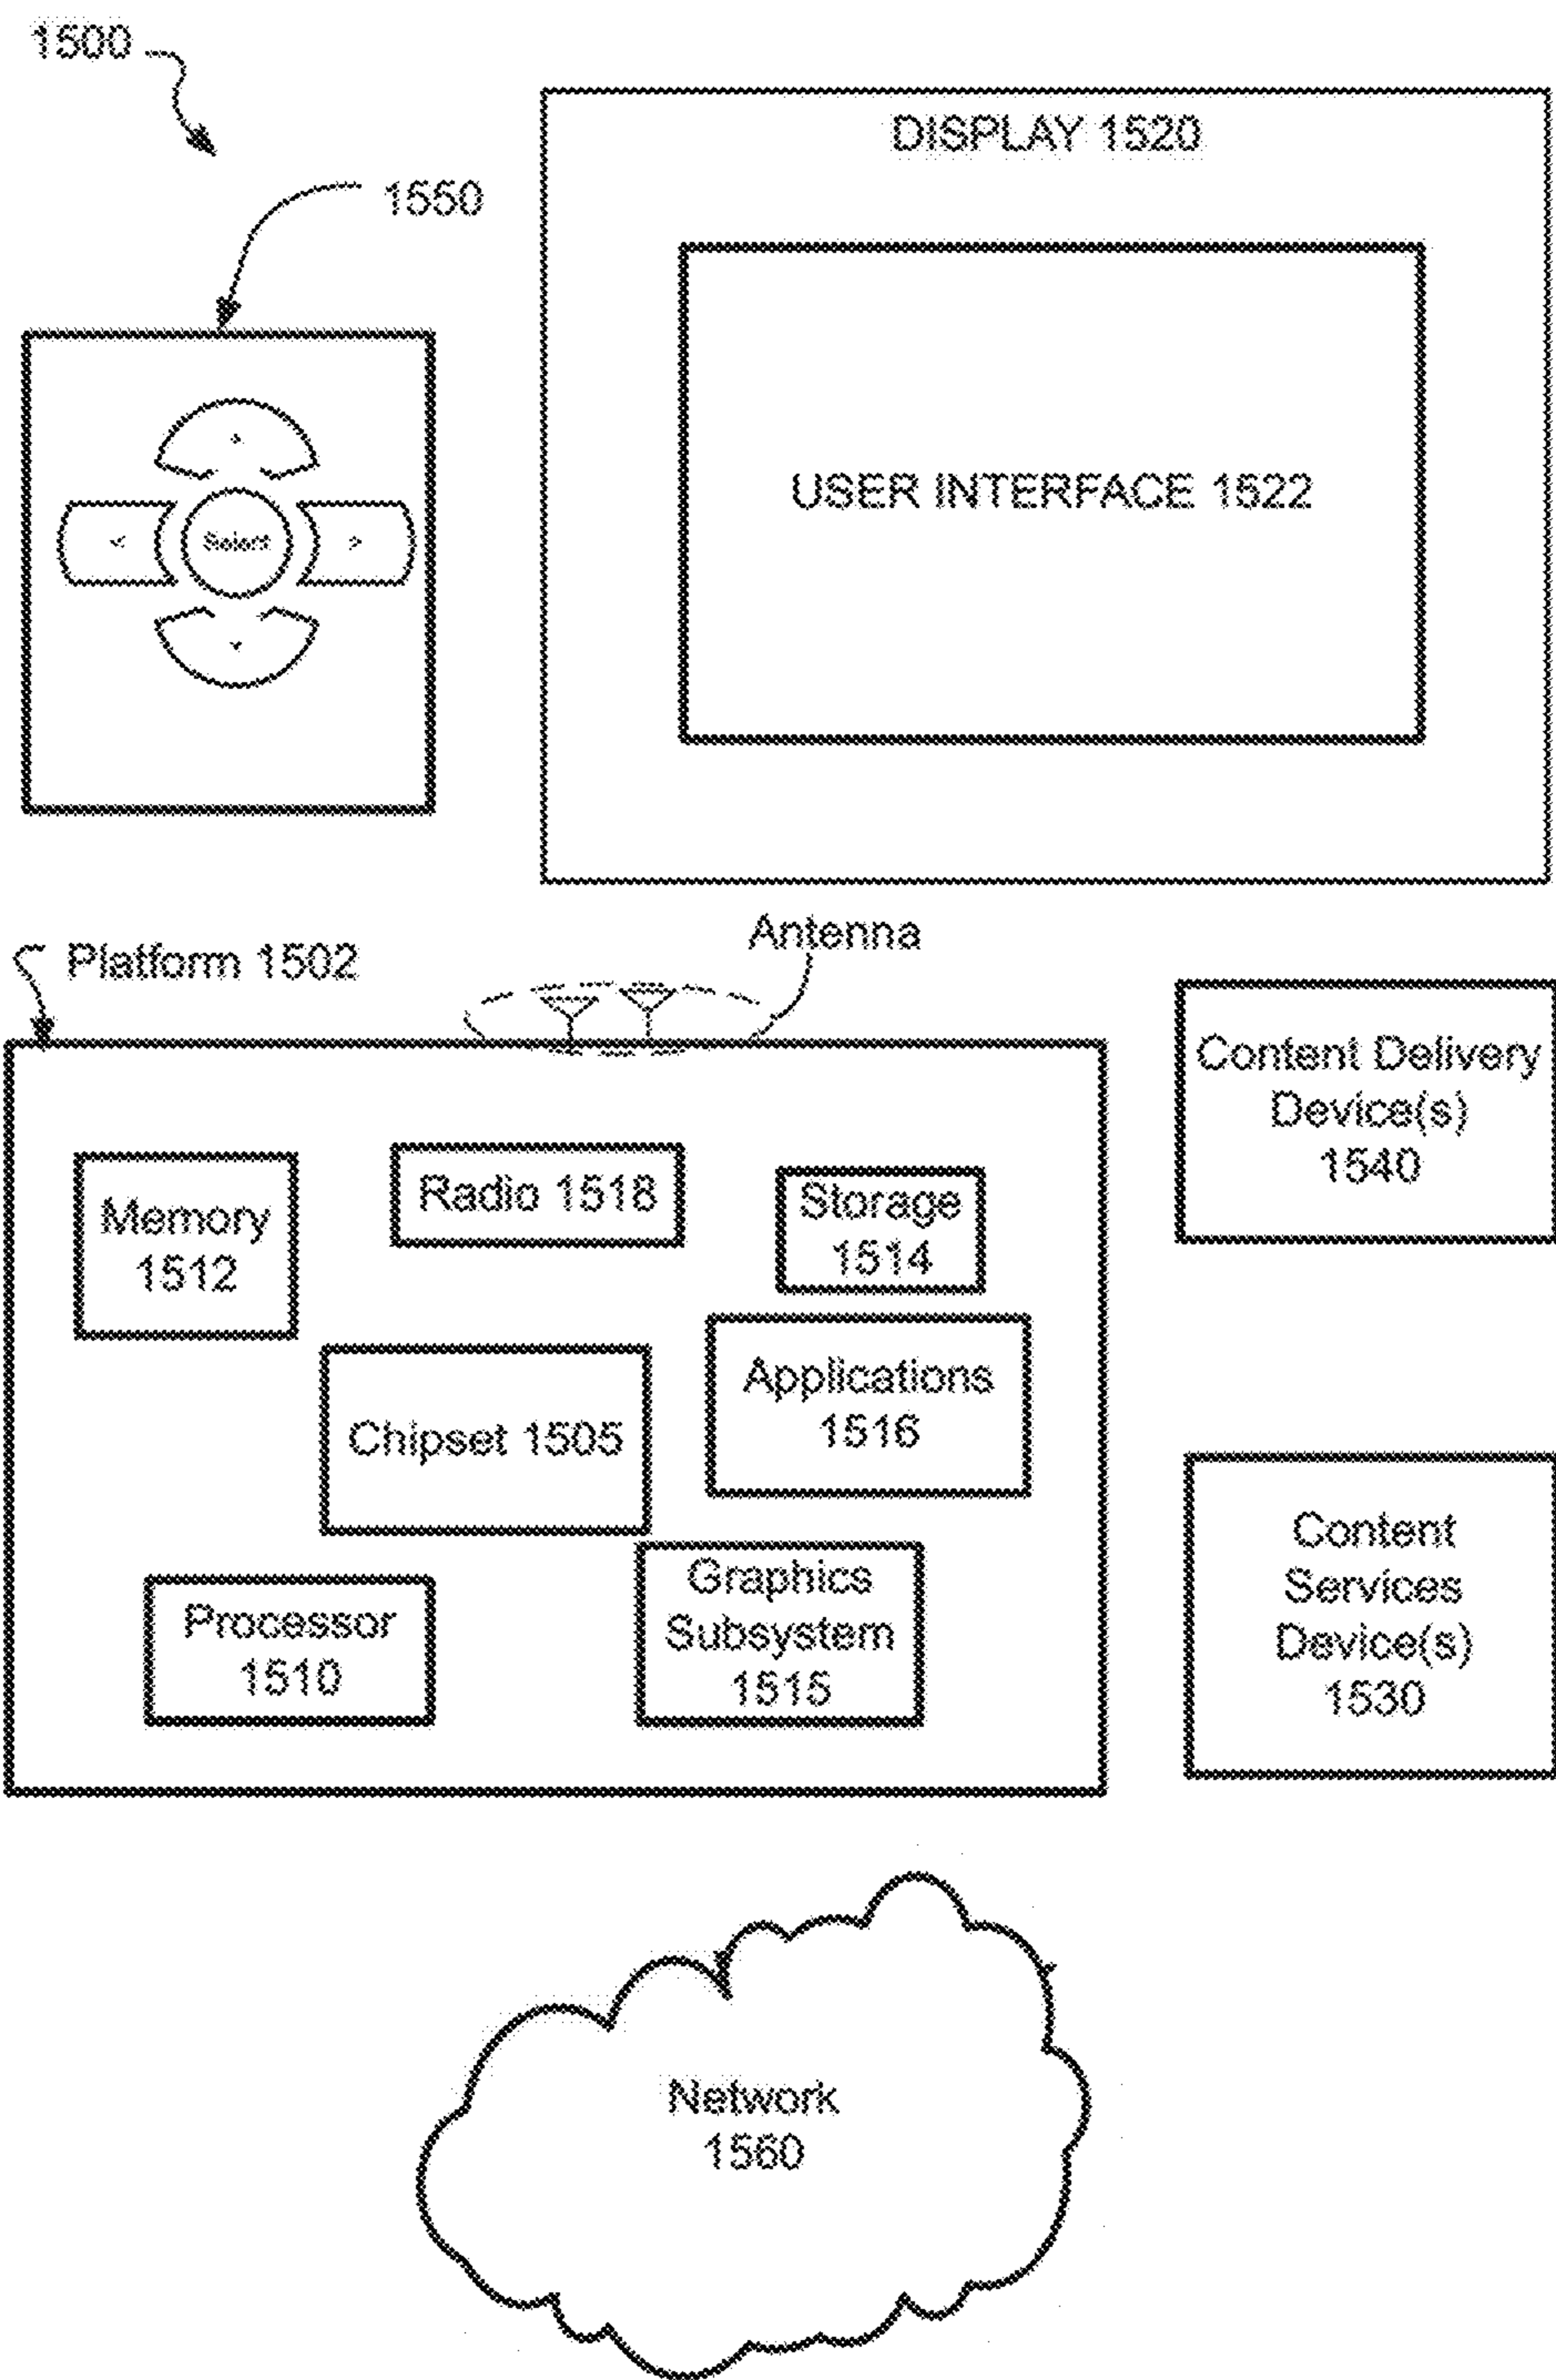 1500
1550
DISPLAY 1520
USER INTERFACE 1522
^
<
Select
>
v
Platform 1502
Antenna
Memory
1512
Radio 1518
Storage
1514
Chipset 1505
Applications
1516
Processor
1510
Graphics
Subsystem
1515
Content Delivery
Device(s)
1540
Content
Services
Device(s)
1530
Network
1560